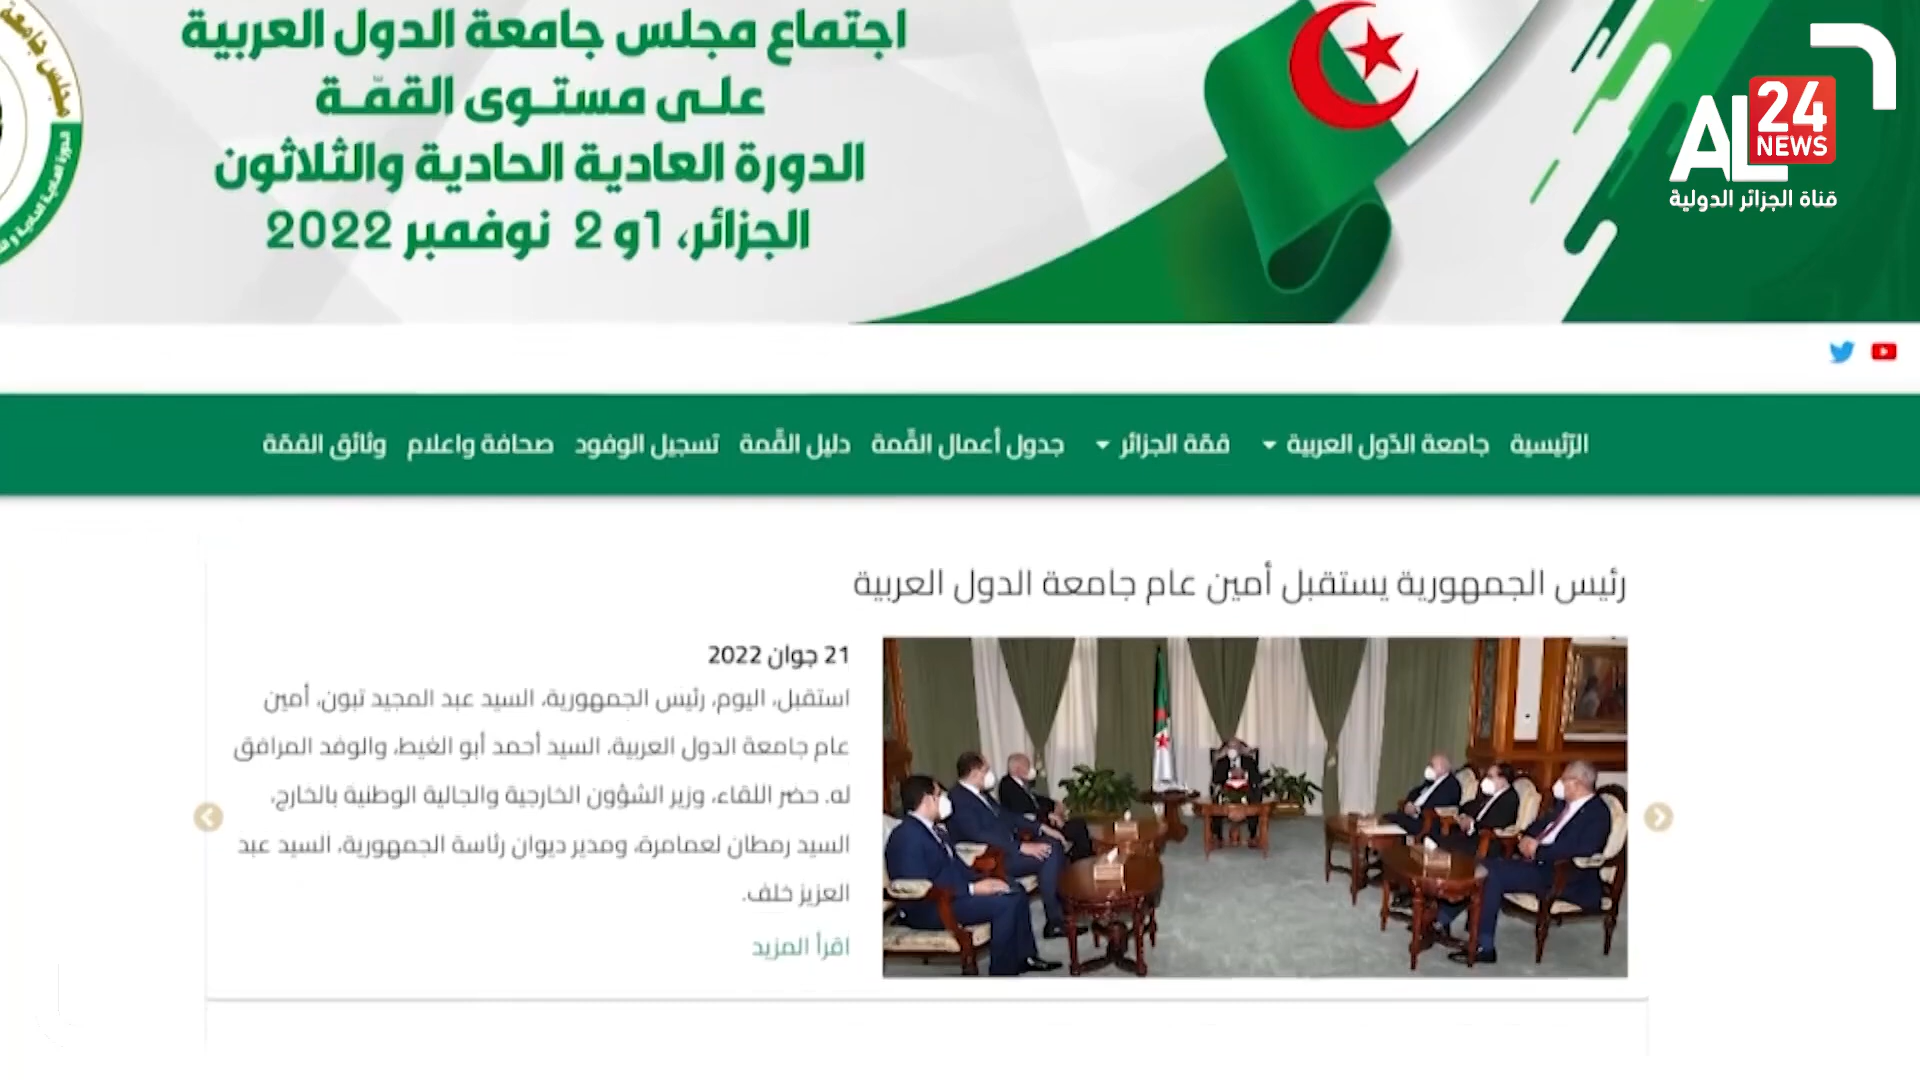 اجتماع مجلس جامعة الدول العربية
على مستوى القمّة
الدورة العادية الحادية والثلاثون
الجزائر، 1و 2 نوفمبر 2022
AL 24 NEWS
قناة الجزائر الدولية
الرّئيسية جامعة الدّول العربية قمّة الجزائر جدول أعمال القّمة دليل القّمة تسجيل الوفود صحافة واعلام وثائق القمّة
رئيس الجمهورية يستقبل أمين عام جامعة الدول العربية
21 جوان 2022
استقبل، اليوم، رئيس الجمهورية، السيد عبد المجيد تبون، أمين
عام جامعة الدول العربية، السيد أحمد أبو الغيط، والوفد المرافق
له. حضر اللقاء، وزير الشؤون الخارجية والجالية الوطنية بالخارج،
السيد رمطان لعمامرة، ومدير ديوان رئاسة الجمهورية، السيد عبد
العزيز خلف.
اقرأ المزيد